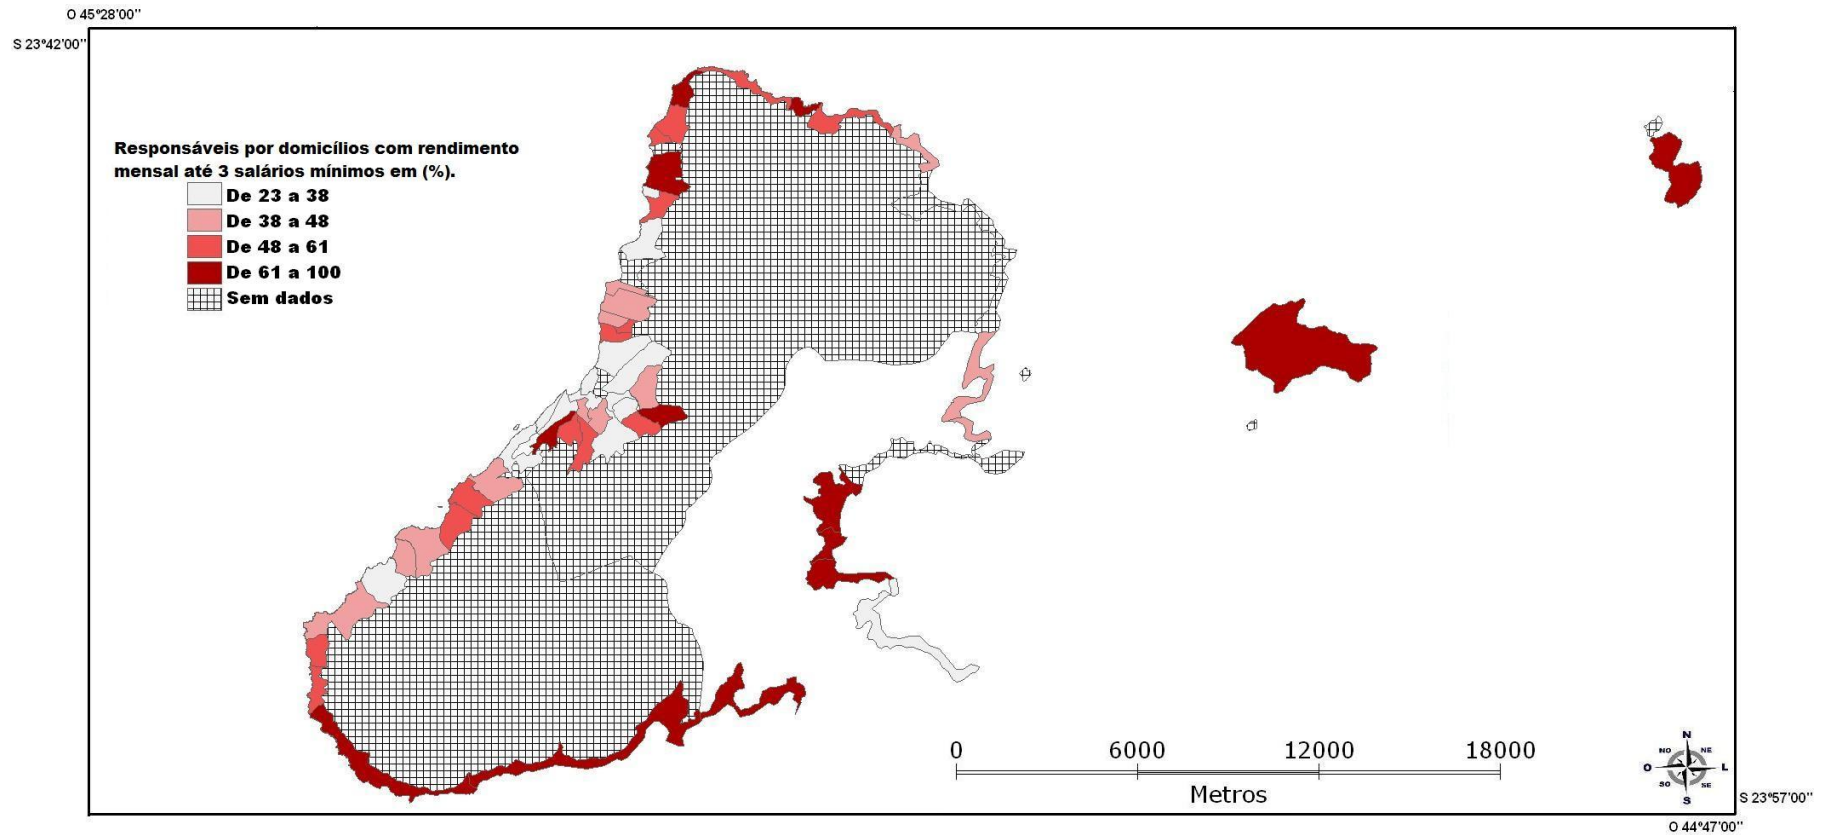 O 45°28'00"
S 23°42'00"
Responsáveis por domicílios com rendimento
mensal até 3 salários mínimos em (%).
De 23 a 38
De 38 a 48
De 48 a 61
De 61 a 100
Sem dados
0 6000 12000 18000
Metros
N
NO NE
O L
SO SE
S
S 23°57'00"
O 44°47'00"